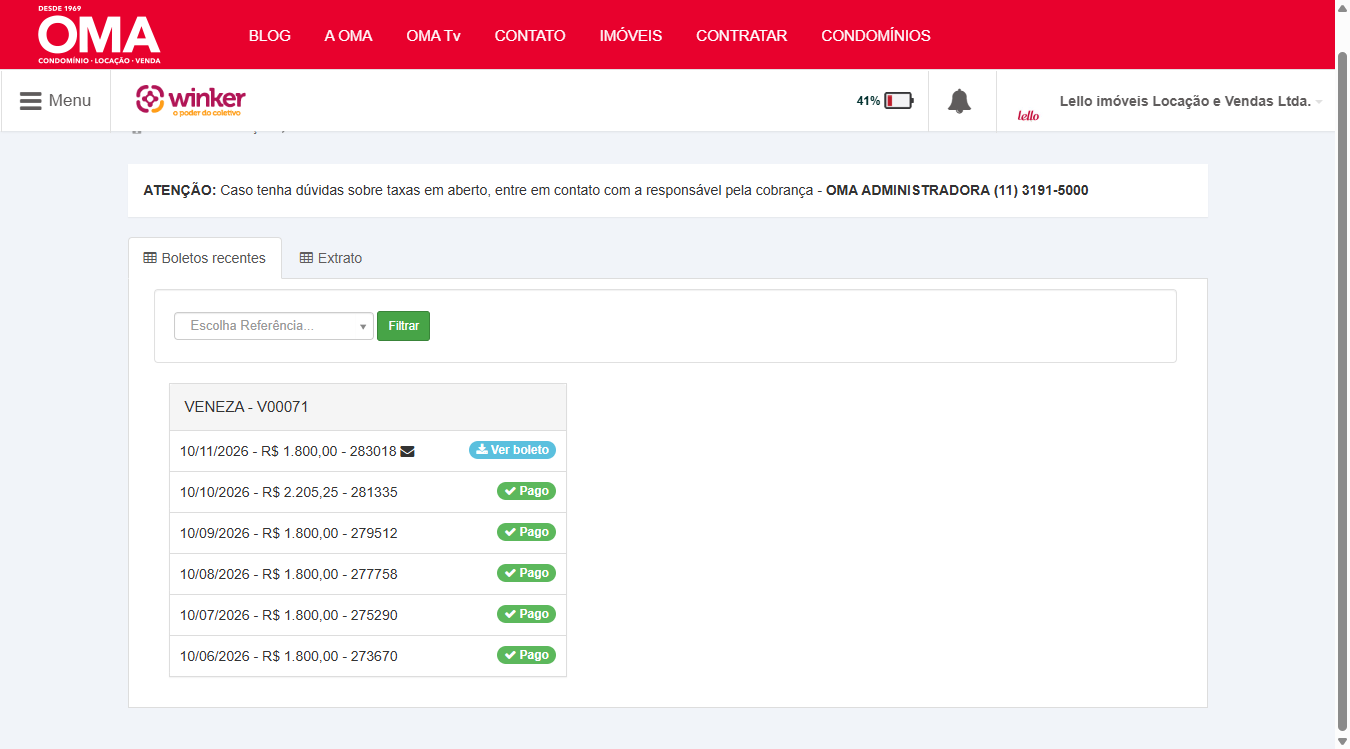 DESDE 1969
OMA
CONDOMÍNIO · LOCAÇÃO · VENDA
BLOG A OMA OMA Tv CONTATO IMÓVEIS CONTRATAR CONDOMÍNIOS
Menu
winker
o poder do coletivo
41%
lello
Lello imóveis Locação e Vendas Ltda.
ATENÇÃO: Caso tenha dúvidas sobre taxas em aberto, entre em contato com a responsável pela cobrança - OMA ADMINISTRADORA (11) 3191-5000
Boletos recentes Extrato
Escolha Referência... Filtrar
VENEZA - V00071
10/11/2026 - R$ 1.800,00 - 283018 Ver boleto
10/10/2026 - R$ 2.205,25 - 281335 Pago
10/09/2026 - R$ 1.800,00 - 279512 Pago
10/08/2026 - R$ 1.800,00 - 277758 Pago
10/07/2026 - R$ 1.800,00 - 275290 Pago
10/06/2026 - R$ 1.800,00 - 273670 Pago